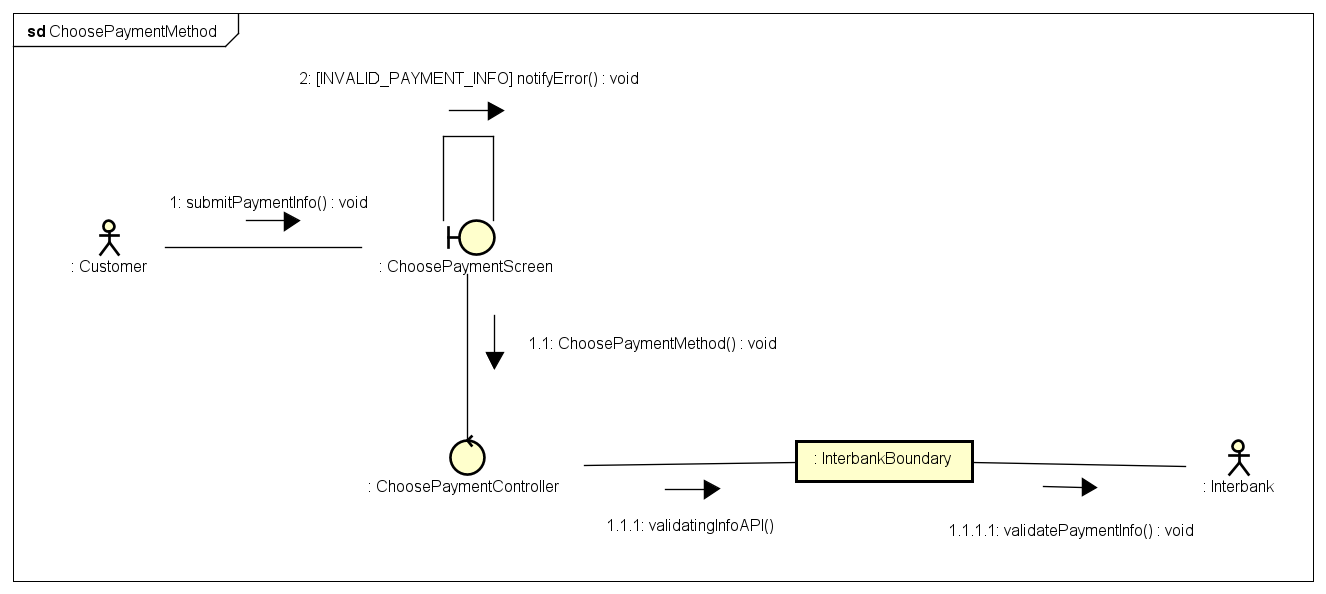 sd ChoosePaymentMethod
2: [INVALID_PAYMENT_INFO] notifyError() : void
1: submitPaymentInfo() : void
: Customer
: ChoosePaymentScreen
1.1: ChoosePaymentMethod() : void
: InterbankBoundary
: ChoosePaymentController
: Interbank
1.1.1: validatingInfoAPI()
1.1.1.1: validatePaymentInfo() : void